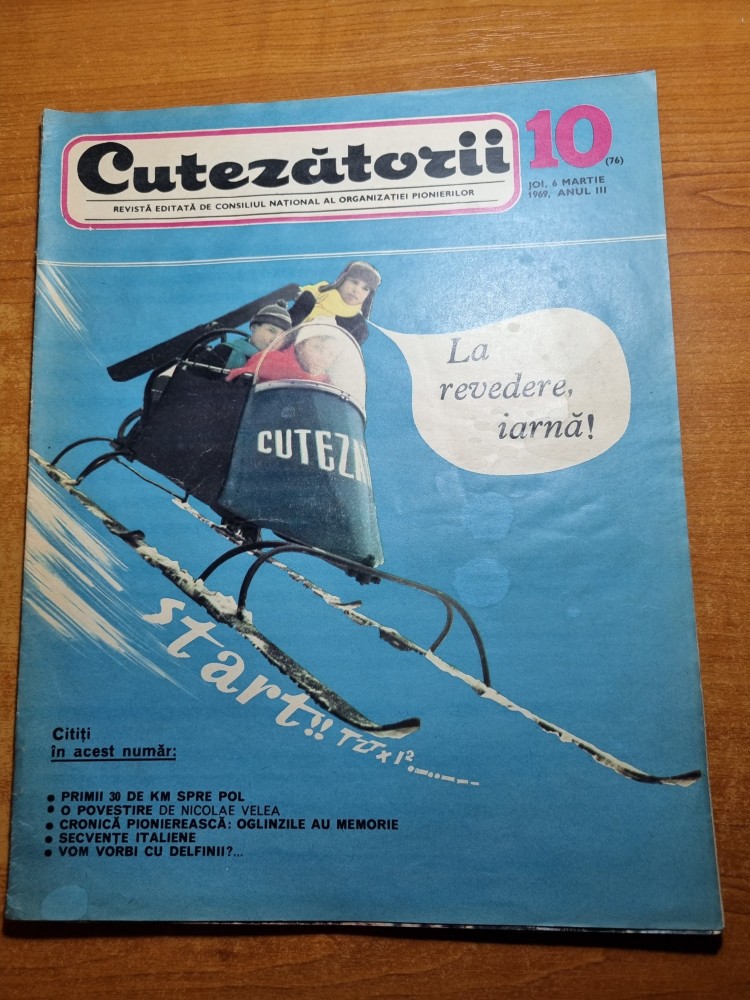 Cutezătorii
REVISTĂ EDITATĂ DE CONSILIUL NAȚIONAL AL ORGANIZAȚIEI PIONIERILOR
10
(76)
JOI, 6 MARTIE
1969, ANUL III
La
revedere,
iarnă!
CUTEZA
start!!
Citiți
în acest număr:
• PRIMII 30 DE KM SPRE POL
• O POVESTIRE DE NICOLAE VELEA
• CRONICĂ PIONIEREASCĂ: OGLINZILE AU MEMORIE
• SECVENȚE ITALIENE
• VOM VORBI CU DELFINII?...